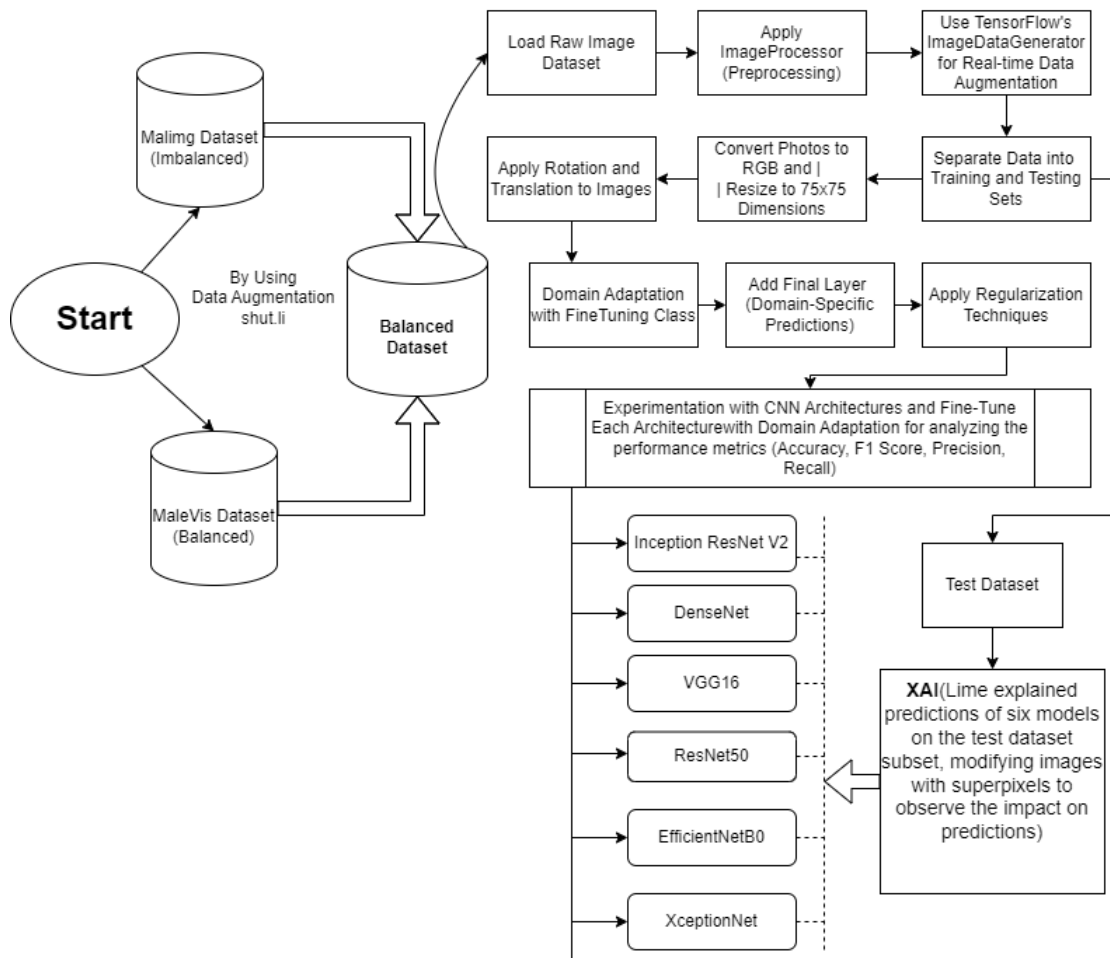 Start
Malimg Dataset
(Imbalanced)
By Using
Data Augmentation
shut.li
MaleVis Dataset
(Balanced)
Balanced
Dataset
Load Raw Image
Dataset
Apply
ImageProcessor
(Preprocessing)
Use TensorFlow's
ImageDataGenerator
for Real-time Data
Augmentation
Separate Data into
Training and Testing
Sets
Convert Photos to
RGB and |
| Resize to 75x75
Dimensions
Apply Rotation and
Translation to Images
Domain Adaptation
with FineTuning Class
Add Final Layer
(Domain-Specific
Predictions)
Apply Regularization
Techniques
Experimentation with CNN Architectures and Fine-Tune
Each Architecturewith Domain Adaptation for analyzing the
performance metrics (Accuracy, F1 Score, Precision,
Recall)
Inception ResNet V2
DenseNet
VGG16
ResNet50
EfficientNetB0
XceptionNet
Test Dataset
XAI(Lime explained
predictions of six models
on the test dataset
subset, modifying images
with superpixels to
observe the impact on
predictions)